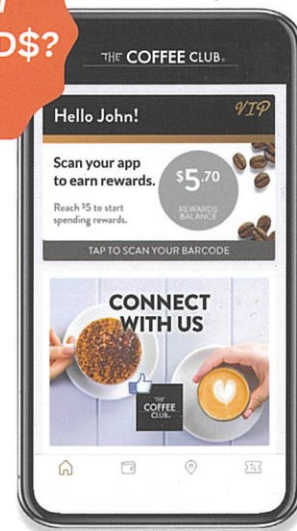 D$?
THE COFFEE CLUB.
Hello John!
VIP
Scan your app
to earn rewards.
Reach $5 to start
spending rewards.
$5.70
REWARDS
BALANCE
TAP TO SCAN YOUR BARCODE
CONNECT
WITH US
THE
COFFEE
CLUB.